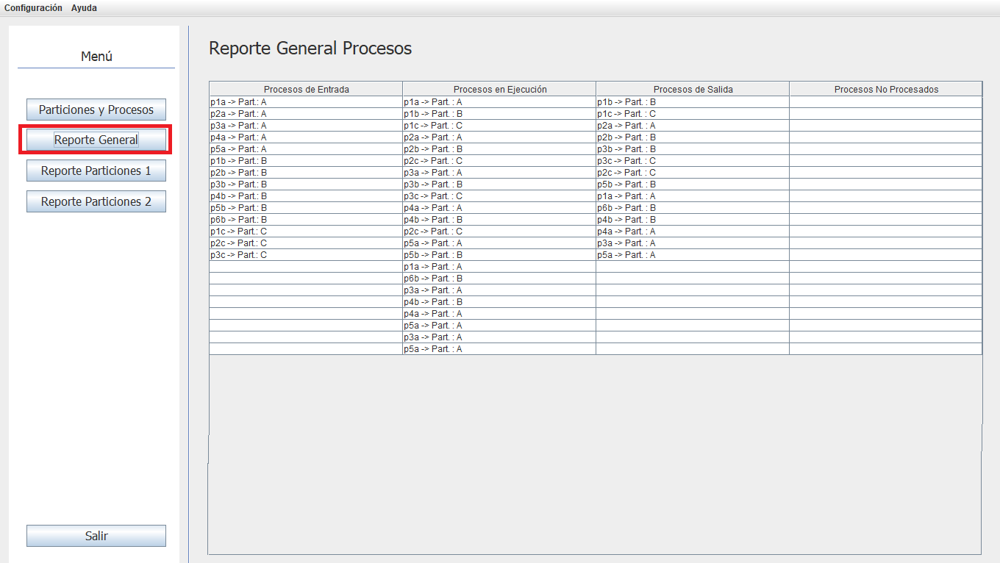 Configuración Ayuda
Menú
Particiones y Procesos
Reporte General
Reporte Particiones 1
Reporte Particiones 2
Salir
Reporte General Procesos
Procesos de Entrada Procesos en Ejecución Procesos de Salida Procesos No Procesados
p1a -> Part.: A p1a -> Part. : A p1b -> Part. : B
p2a -> Part.: A p1b -> Part. : B p1c -> Part. : C
p3a -> Part.: A p1c -> Part. : C p2a -> Part. : A
p4a -> Part.: A p2a -> Part. : A p2b -> Part. : B
p5a -> Part.: A p2b -> Part. : B p3b -> Part. : B
p1b -> Part.: B p2c -> Part. : C p3c -> Part. : C
p2b -> Part.: B p3a -> Part. : A p2c -> Part. : C
p3b -> Part.: B p3b -> Part. : B p5b -> Part. : B
p4b -> Part.: B p3c -> Part. : C p1a -> Part. : A
p5b -> Part.: B p4a -> Part. : A p6b -> Part. : B
p6b -> Part.: B p4b -> Part. : B p4b -> Part. : B
p1c -> Part.: C p2c -> Part. : C p4a -> Part. : A
p2c -> Part.: C p5a -> Part. : A p3a -> Part. : A
p3c -> Part.: C p5b -> Part. : B p5a -> Part. : A
p1a -> Part. : A
p6b -> Part. : B
p3a -> Part. : A
p4b -> Part. : B
p4a -> Part. : A
p5a -> Part. : A
p3a -> Part. : A
p5a -> Part. : A